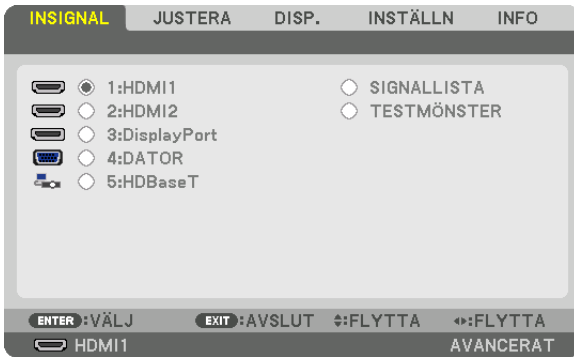 INSIGNAL JUSTERA DISP. INSTÄLLN INFO
1:HDMI1 SIGNALLISTA
2:HDMI2 TESTMÖNSTER
3:DisplayPort
4:DATOR
5:HDBaseT
ENTER:VÄLJ EXIT:AVSLUT :FLYTTA :FLYTTA
HDMI1 AVANCERAT